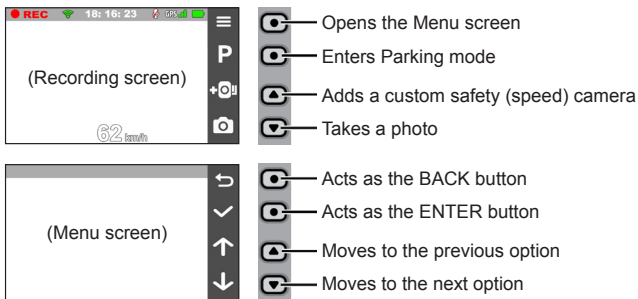 REC 18:16:23 GPS
P
(Recording screen)
62 km/h
Opens the Menu screen
Enters Parking mode
Adds a custom safety (speed) camera
Takes a photo
(Menu screen)
Acts as the BACK button
Acts as the ENTER button
Moves to the previous option
Moves to the next option